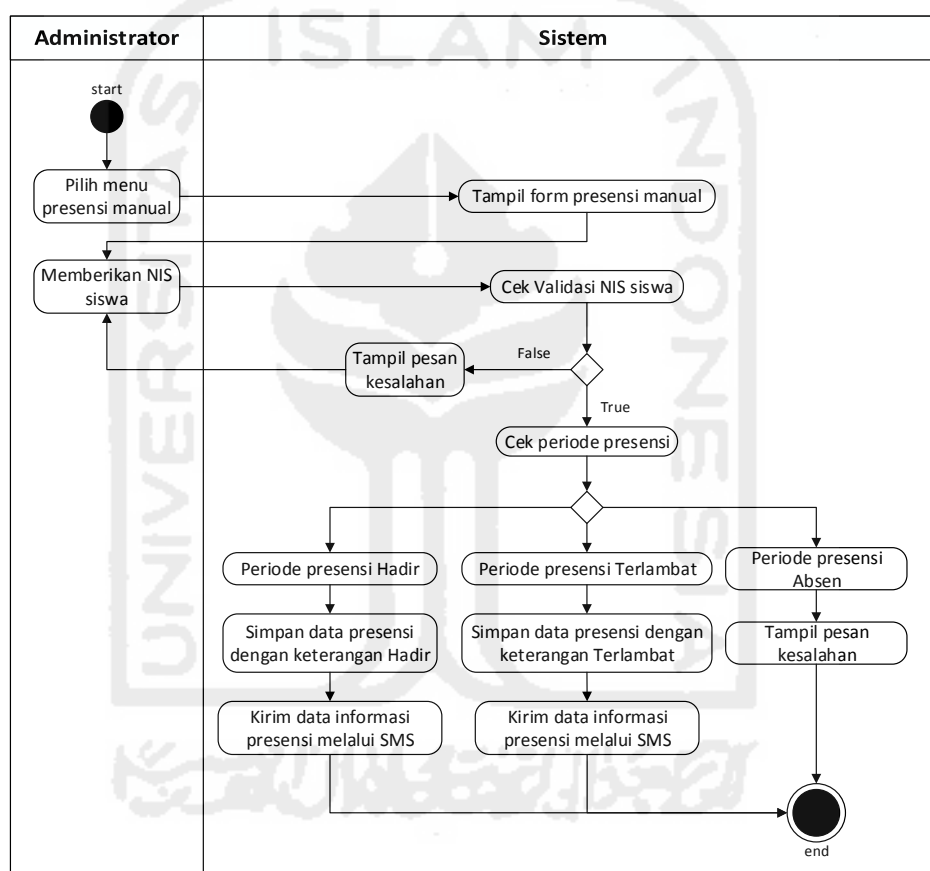 ISLAM
UNIVERSITAS
INDONESIA
Administrator
Sistem
start
Pilih menu
presensi manual
Tampil form presensi manual
Memberikan NIS
siswa
Cek Validasi NIS siswa
Tampil pesan
kesalahan
False
True
Cek periode presensi
Periode presensi Hadir
Periode presensi Terlambat
Periode presensi
Absen
Simpan data presensi
dengan keterangan Hadir
Simpan data presensi dengan
keterangan Terlambat
Tampil pesan
kesalahan
Kirim data informasi
presensi melalui SMS
Kirim data informasi
presensi melalui SMS
end